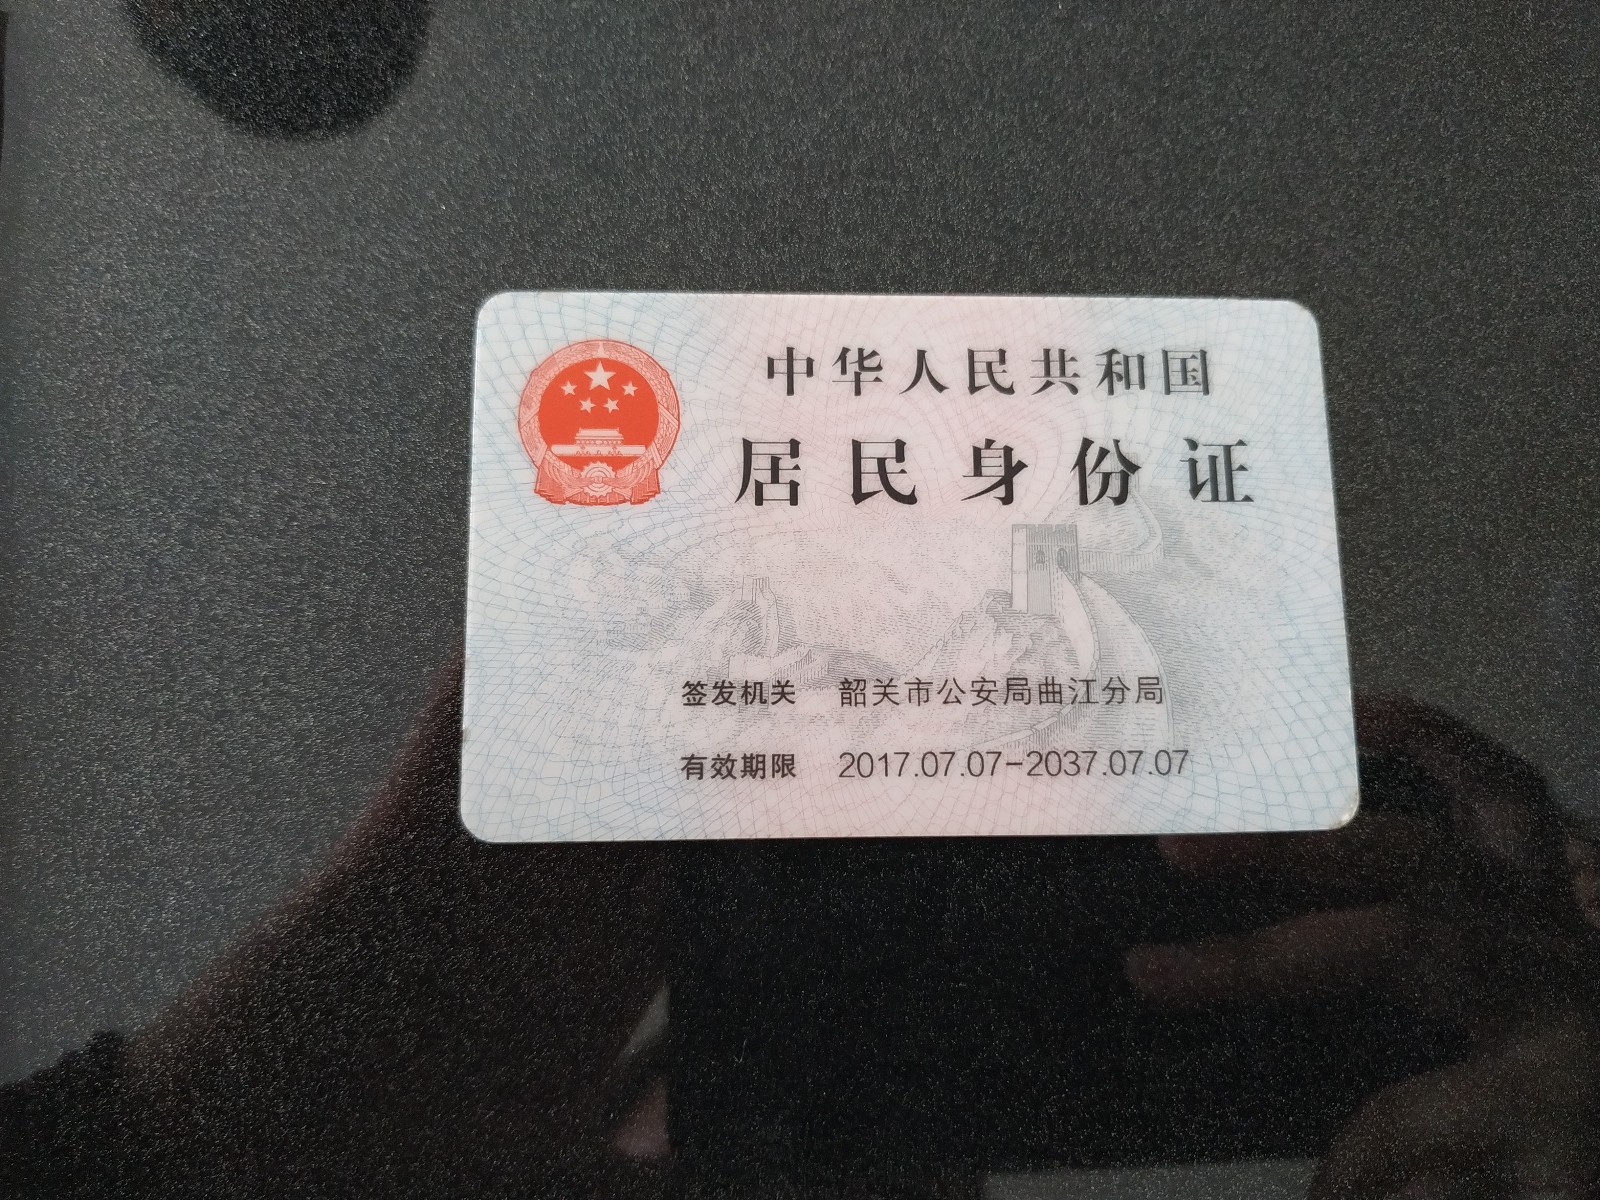 中华人民共和国
居民身份证
签发机关 韶关市公安局曲江分局
有效期限 2017.07.07-2037.07.07